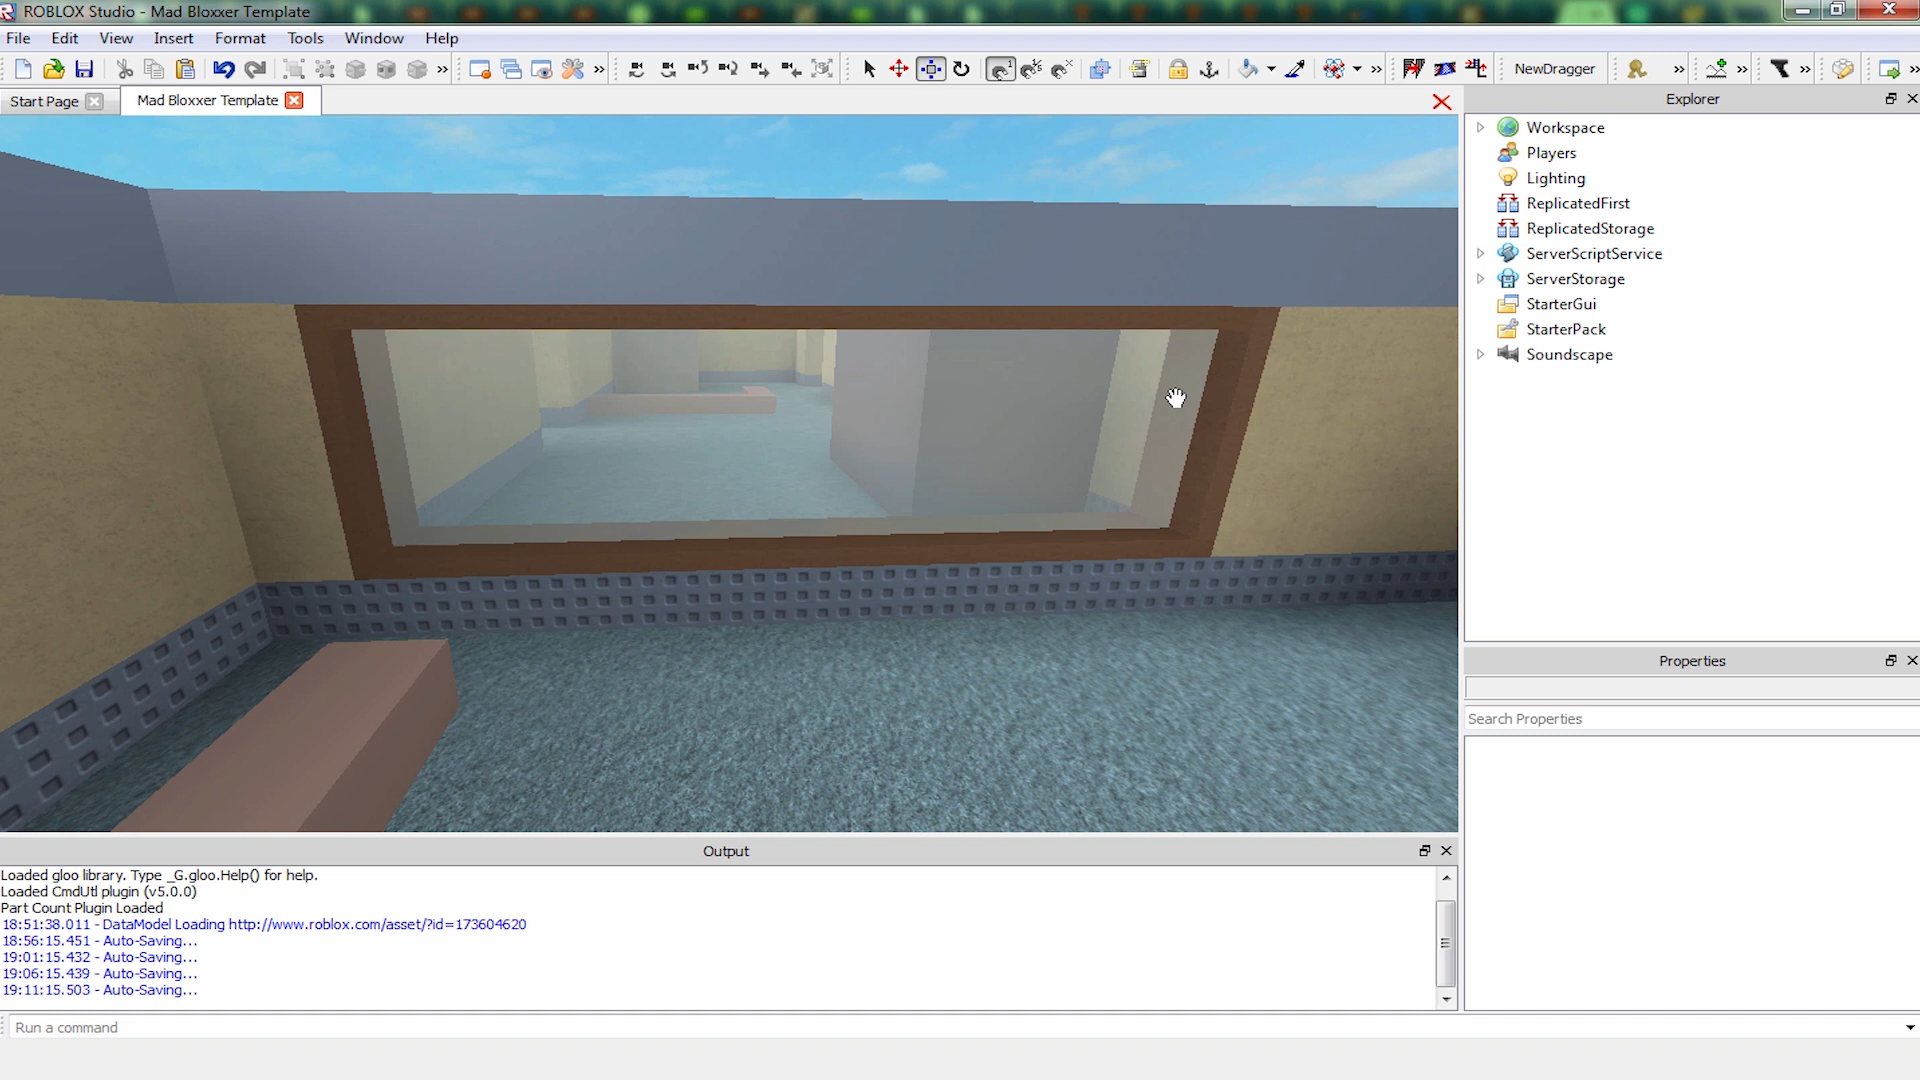 ROBLOX Studio - Mad Bloxxer Template
File Edit View Insert Format Tools Window Help
NewDragger
Start Page Mad Bloxxer Template
Explorer
Workspace
Players
Lighting
ReplicatedFirst
ReplicatedStorage
ServerScriptService
ServerStorage
StarterGui
StarterPack
Soundscape
Properties
Search Properties
Output
Loaded gloo library. Type _G.gloo.Help() for help.
Loaded CmdUtl plugin (v5.0.0)
Part Count Plugin Loaded
18:51:38.011 - DataModel Loading http://www.roblox.com/asset/?id=173604620
18:56:15.451 - Auto-Saving...
19:01:15.432 - Auto-Saving...
19:06:15.439 - Auto-Saving...
19:11:15.503 - Auto-Saving...
Run a command